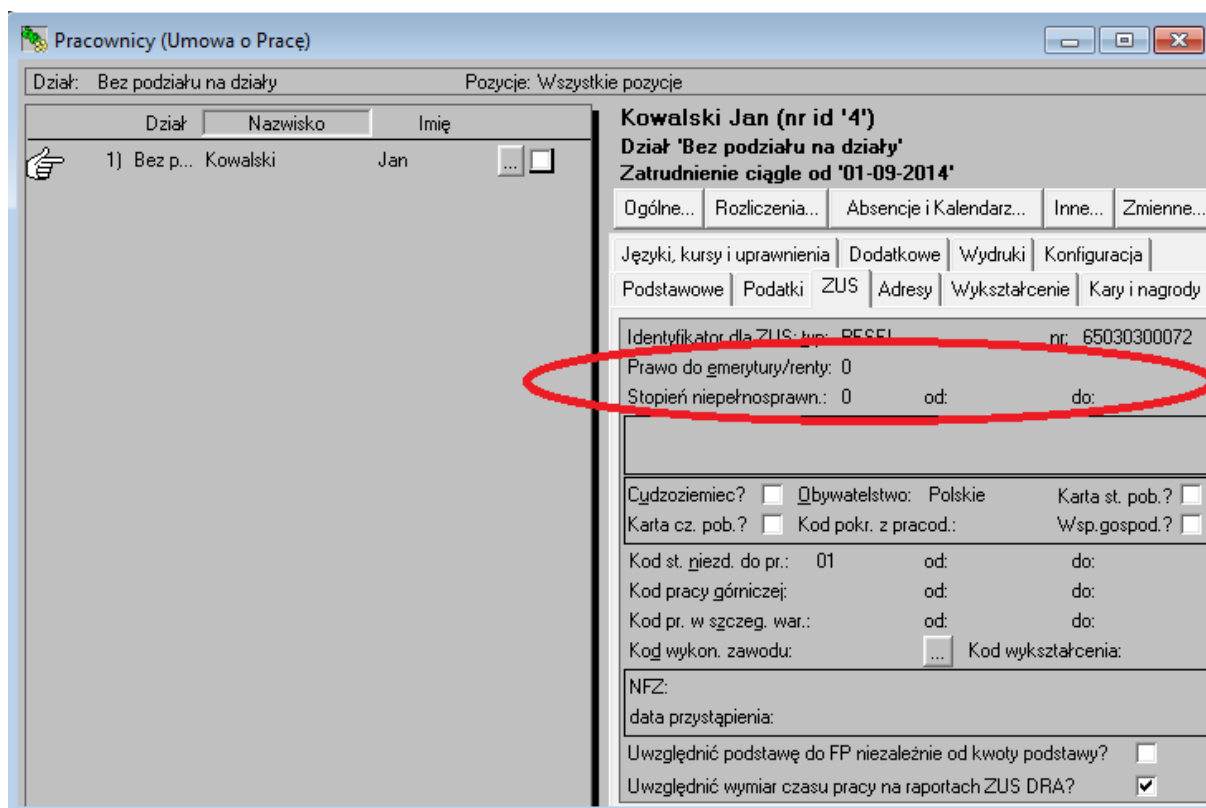 Pracownicy (Umowa o Pracę)
Dział: Bez podziału na działy Pozycje: Wszystkie pozycje
Dział Nazwisko Imię
1) Bez p... Kowalski Jan ...
Kowalski Jan (nr id '4')
Dział 'Bez podziału na działy'
Zatrudnienie ciągle od '01-09-2014'
Ogólne... Rozliczenia... Absencje i Kalendarz... Inne... Zmienne...
Języki, kursy i uprawnienia Dodatkowe Wydruki Konfiguracja
Podstawowe Podatki ZUS Adresy Wykształcenie Kary i nagrody
Identyfikator dla ZUS: typ: PESEL nr: 65030300072
Prawo do emerytury/renty: 0
Stopień niepełnosprawn.: 0 od: do:
Cudzoziemiec? Obywatelstwo: Polskie Karta st. pob.?
Karta cz. pob.? Kod pokr. z pracod.: Wsp.gospod.?
Kod st. niezd. do pr.: 01 od: do:
Kod pracy górniczej: od: do:
Kod pr. w szczeg. war.: od: do:
Kod wykon. zawodu: ... Kod wykształcenia:
NFZ:
data przystąpienia:
Uwzględnić podstawę do FP niezależnie od kwoty podstawy?
Uwzględnić wymiar czasu pracy na raportach ZUS DRA?